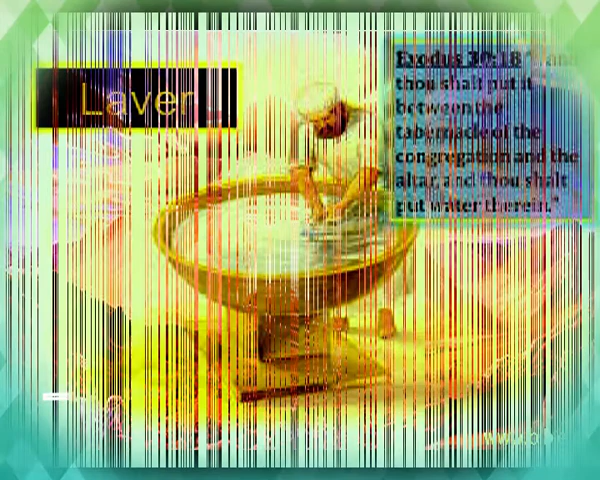 Laver
Exodus 30:18 "and
thou shalt put it
between the
tabernacle of the
congregation and the
altar, and thou shalt
put water therein."